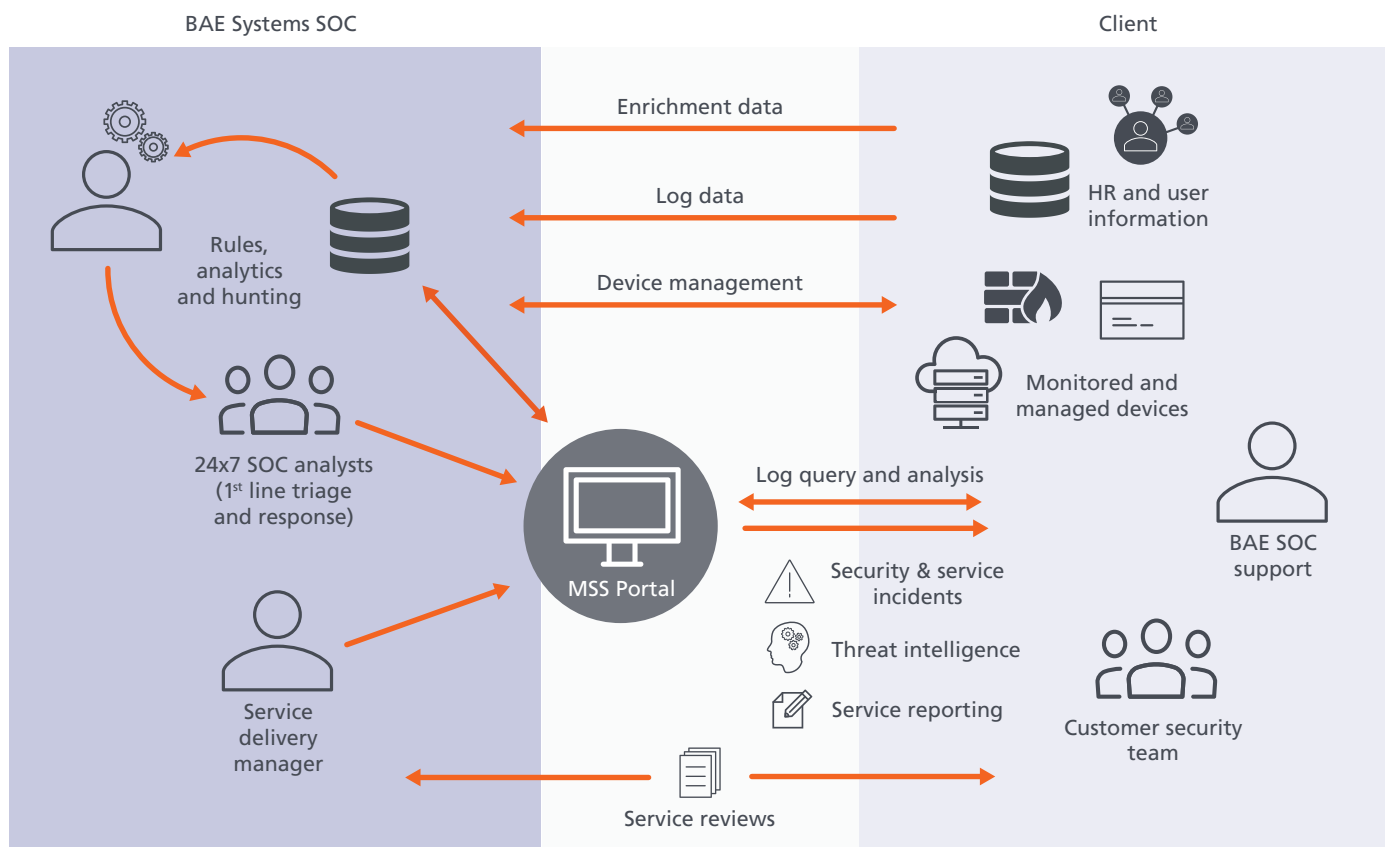 BAE Systems SOC
Client
Enrichment data
Log data
Device management
HR and user
information
Rules,
analytics
and hunting
Monitored and
managed devices
24x7 SOC analysts
(1st line triage
and response)
MSS Portal
Log query and analysis
BAE SOC
support
Security & service
incidents
Threat intelligence
Service reporting
Service
delivery
manager
Customer security
team
Service reviews